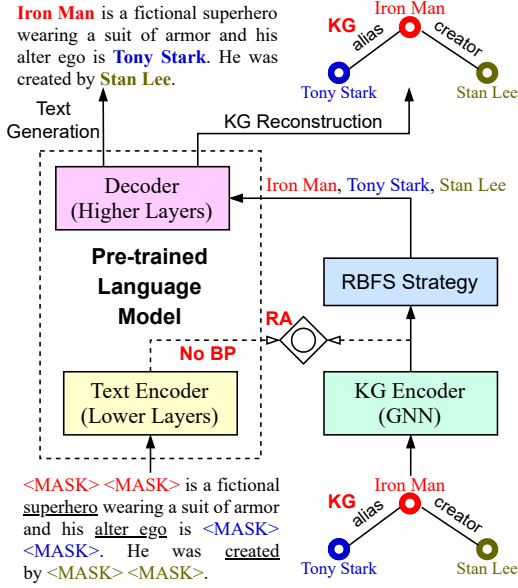 Iron Man is a fictional superhero
wearing a suit of armor and his
alter ego is Tony Stark. He was
created by Stan Lee.
Iron Man
KG
alias
creator
Tony Stark
Stan Lee
Text
Generation
KG Reconstruction
Decoder
(Higher Layers)
Iron Man, Tony Stark, Stan Lee
Pre-trained
Language
Model
RBFS Strategy
RA
No BP
Text Encoder
(Lower Layers)
KG Encoder
(GNN)
<MASK> <MASK> is a fictional
superhero wearing a suit of armor
and his alter ego is <MASK>
<MASK>. He was created
by <MASK> <MASK>.
Iron Man
KG
alias
creator
Tony Stark
Stan Lee